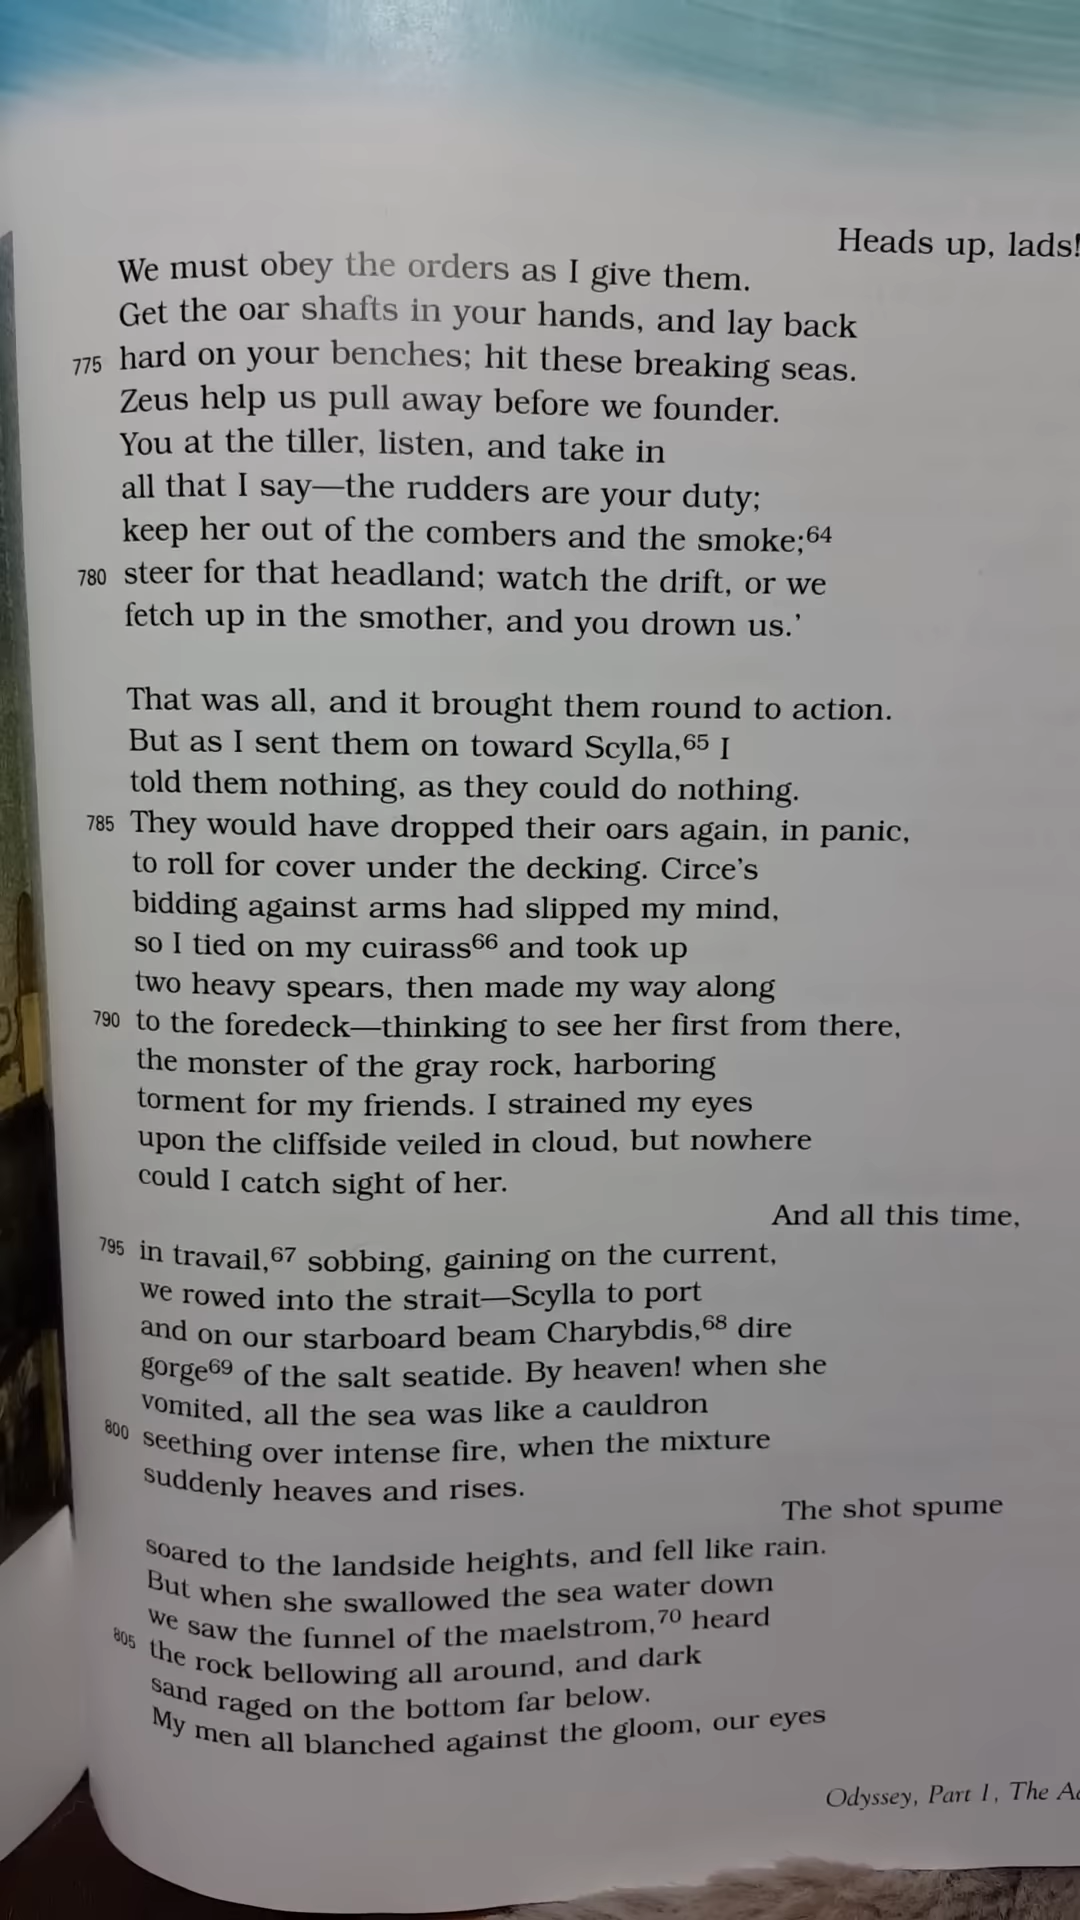 Heads up, lads!
We must obey the orders as I give them.
Get the oar shafts in your hands, and lay back
775 hard on your benches; hit these breaking seas.
Zeus help us pull away before we founder.
You at the tiller, listen, and take in
all that I say—the rudders are your duty;
keep her out of the combers and the smoke;64
780 steer for that headland; watch the drift, or we
fetch up in the smother, and you drown us.’
That was all, and it brought them round to action.
But as I sent them on toward Scylla,65 I
told them nothing, as they could do nothing.
785 They would have dropped their oars again, in panic,
to roll for cover under the decking. Circe’s
bidding against arms had slipped my mind,
so I tied on my cuirass66 and took up
two heavy spears, then made my way along
790 to the foredeck—thinking to see her first from there,
the monster of the gray rock, harboring
torment for my friends. I strained my eyes
upon the cliffside veiled in cloud, but nowhere
could I catch sight of her.
And all this time,
795 in travail,67 sobbing, gaining on the current,
we rowed into the strait—Scylla to port
and on our starboard beam Charybdis,68 dire
gorge69 of the salt seatide. By heaven! when she
vomited, all the sea was like a cauldron
800 seething over intense fire, when the mixture
suddenly heaves and rises.
The shot spume
soared to the landside heights, and fell like rain.
But when she swallowed the sea water down
we saw the funnel of the maelstrom,70 heard
805 the rock bellowing all around, and dark
sand raged on the bottom far below.
My men all blanched against the gloom, our eyes
Odyssey, Part 1, The